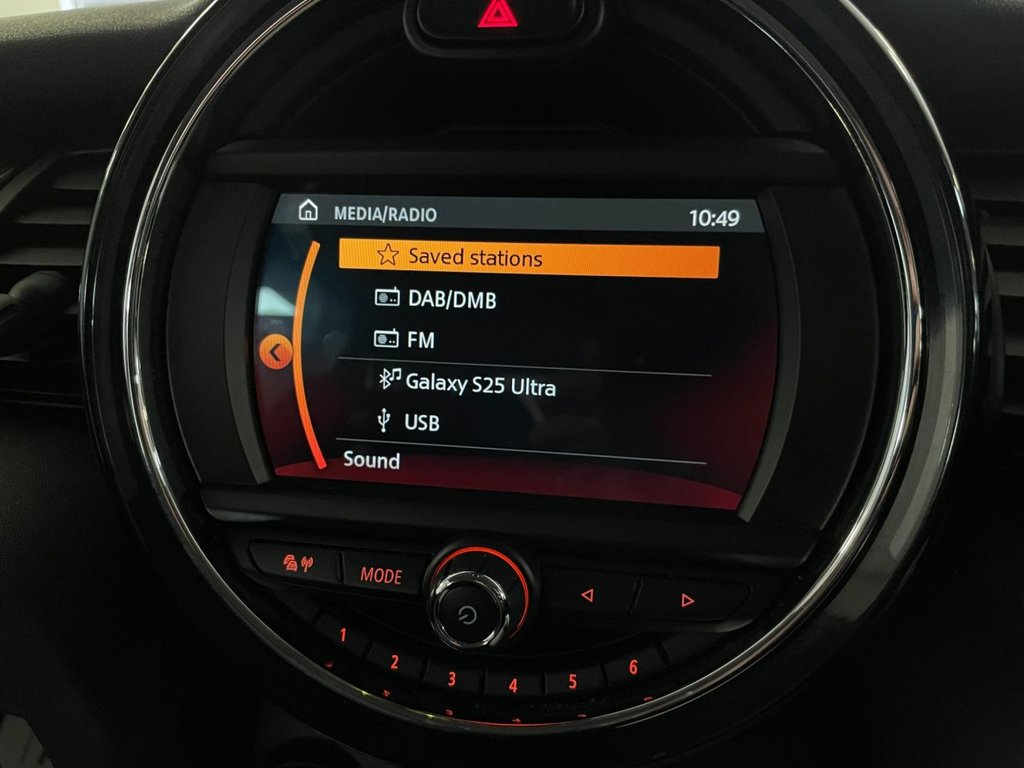 MEDIA/RADIO 10:49
Saved stations
DAB/DMB
FM
Galaxy S25 Ultra
USB
Sound
MODE
1 2 3 4 5 6